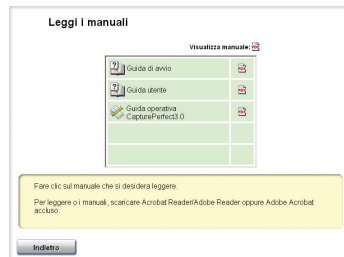 Leggi i manuali
Visualizza manuale:
Guida di avvio
Guida utente
Guida operativa
CapturePerfect3.0
Fare clic sul manuale che si desidera leggere.
Per leggere o i manuali, scaricare Acrobat Reader/Adobe Reader oppure Adobe Acrobat
accluso.
Indietro